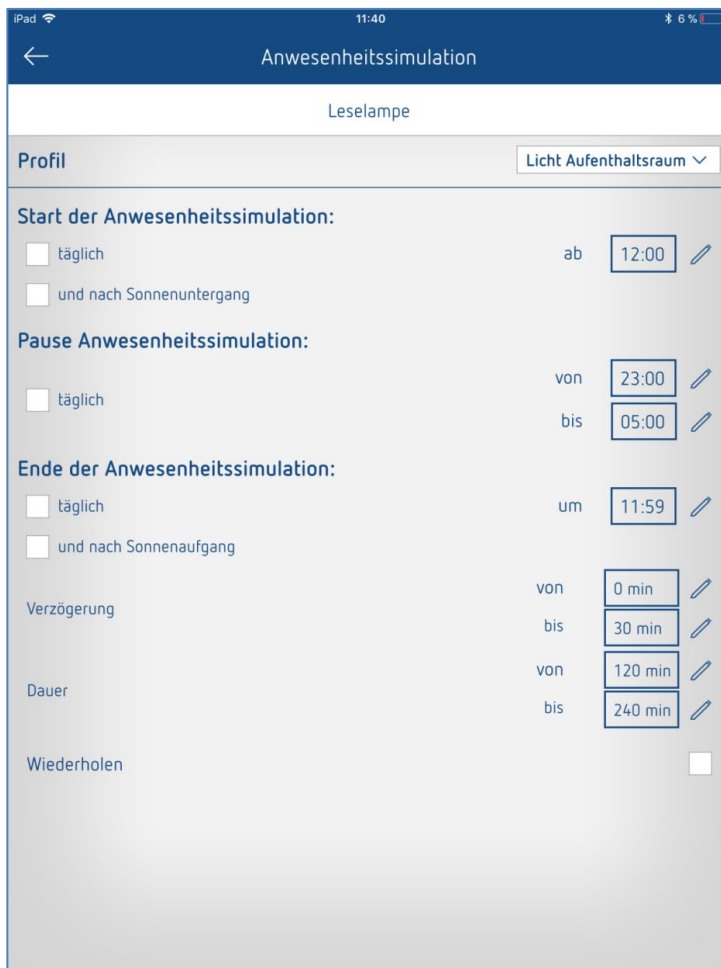 iPad 11:40 6 %
Anwesenheitssimulation
Leselampe
Profil Licht Aufenthaltsraum
Start der Anwesenheitssimulation:
täglich ab 12:00
und nach Sonnenuntergang
Pause Anwesenheitssimulation:
von 23:00
täglich
bis 05:00
Ende der Anwesenheitssimulation:
täglich um 11:59
und nach Sonnenaufgang
von 0 min
Verzögerung
bis 30 min
von 120 min
Dauer
bis 240 min
Wiederholen